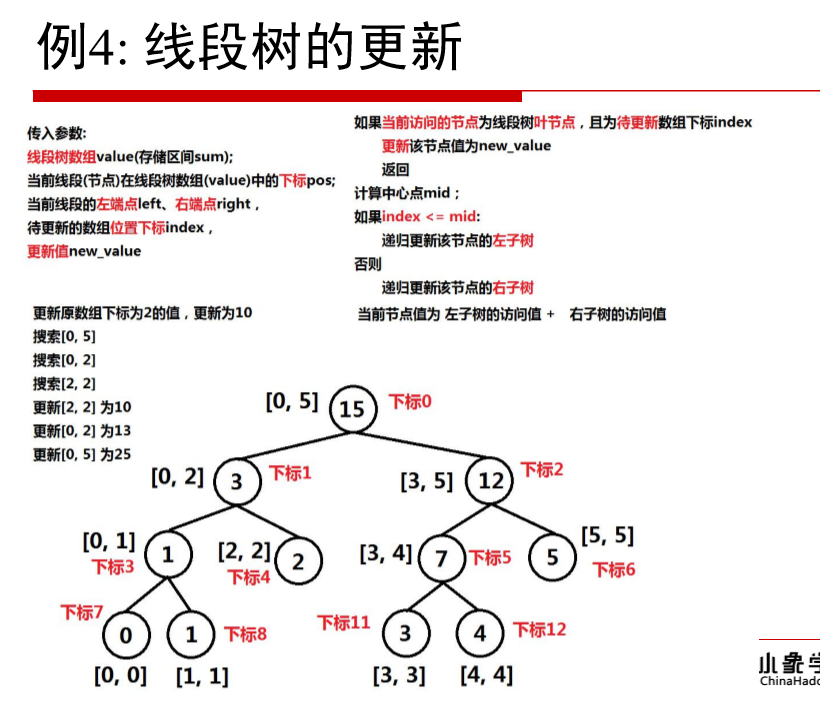 例4: 线段树的更新
传入参数:
线段树数组value(存储区间sum);
当前线段(节点)在线段树数组(value)中的下标pos;
当前线段的左端点left、右端点right，
待更新的数组位置下标index，
更新值new_value
如果当前访问的节点为线段树叶节点，且为待更新数组下标index
更新该节点值为new_value
返回
计算中心点mid；
如果index <= mid:
递归更新该节点的左子树
否则
递归更新该节点的右子树
当前节点值为 左子树的访问值 + 右子树的访问值
更新原数组下标为2的值，更新为10
搜索[0, 5]
搜索[0, 2]
搜索[2, 2]
更新[2, 2] 为10
更新[0, 2] 为13
更新[0, 5] 为25
[0, 5] 15 下标0
[0, 2] 3 下标1 [3, 5] 12 下标2
[0, 1] 1 [2, 2] 2 [3, 4] 7 下标5 5 [5, 5]
下标3 下标4 下标6
下标7 0 1 下标8 下标11 3 4 下标12
[0, 0] [1, 1] [3, 3] [4, 4]
ChinaHado